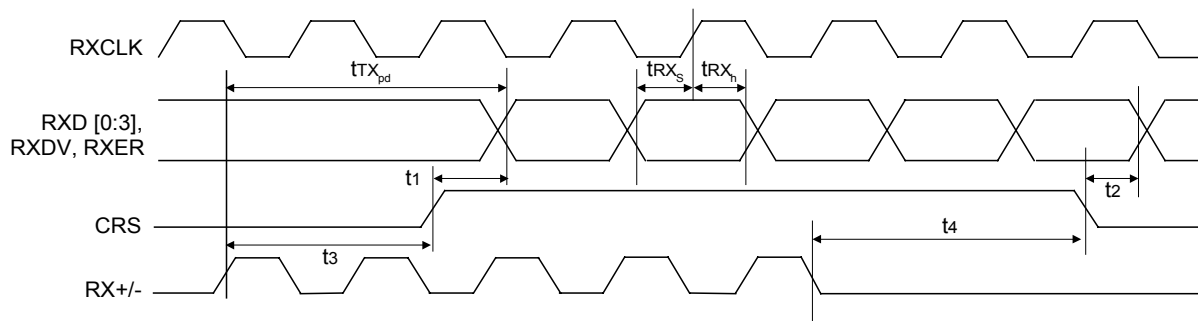 RXCLK
tTXpd
tRXS
tRXh
RXD [0:3],
RXDV, RXER
t1
t2
CRS
t3
t4
RX+/-